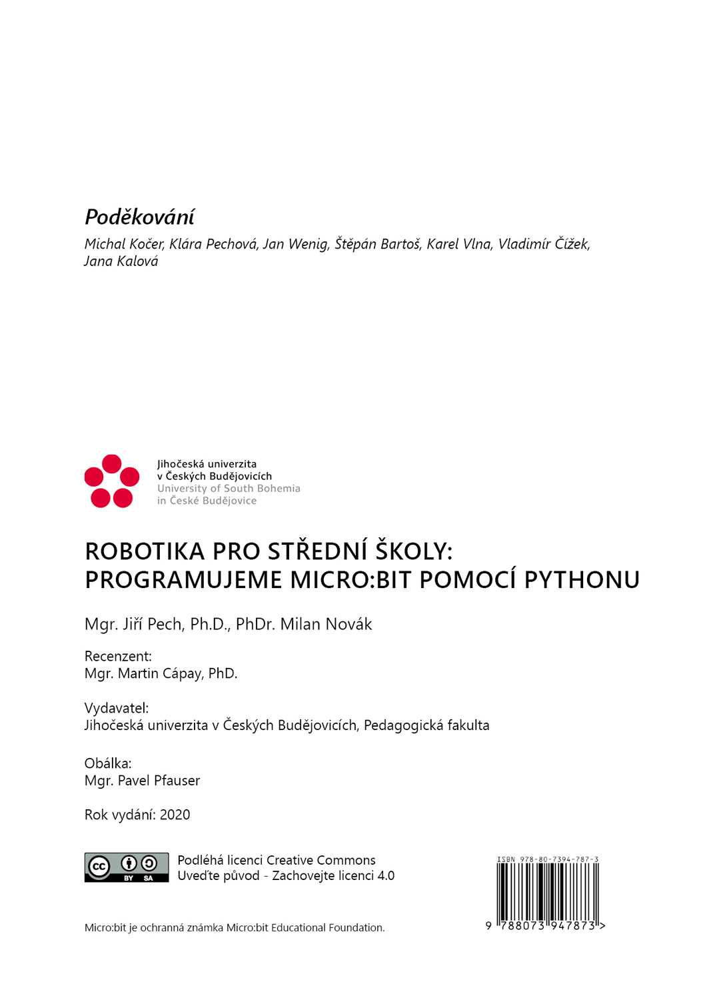 Poděkování
Michal Kočer, Klára Pechová, Jan Wenig, Štěpán Bartoš, Karel Vlna, Vladimír Čížek,
Jana Kalová
Jihočeská univerzita
v Českých Budějovicích
University of South Bohemia
in České Budějovice
ROBOTIKA PRO STŘEDNÍ ŠKOLY:
PROGRAMUJEME MICRO:BIT POMOCÍ PYTHONU
Mgr. Jiří Pech, Ph.D., PhDr. Milan Novák
Recenzent:
Mgr. Martin Cápay, PhD.
Vydavatel:
Jihočeská univerzita v Českých Budějovicích, Pedagogická fakulta
Obálka:
Mgr. Pavel Pfauser
Rok vydání: 2020
cc BY SA
Podléhá licenci Creative Commons
Uveďte původ - Zachovejte licenci 4.0
ISBN 978-80-7394-787-3
9 788073 947873 >
Micro:bit je ochranná známka Micro:bit Educational Foundation.